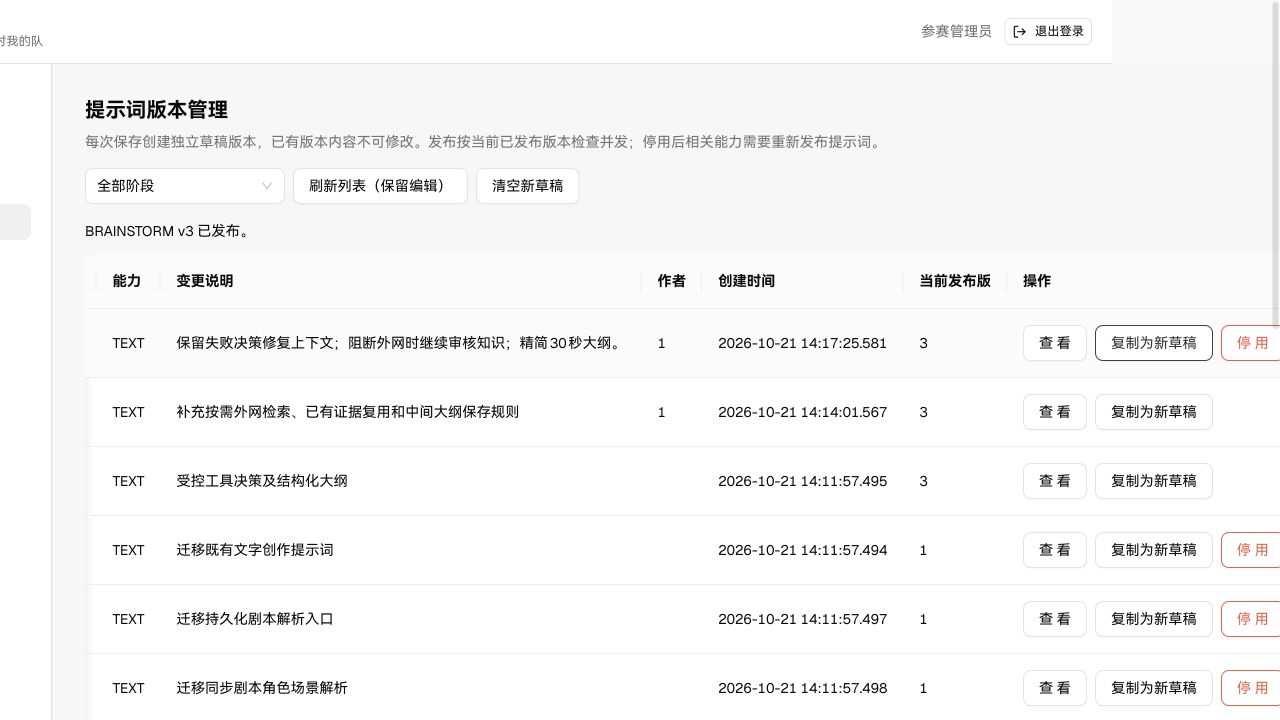 参赛管理员 退出登录
时我的队
提示词版本管理
每次保存创建独立草稿版本，已有版本内容不可修改。发布按当前已发布版本检查并发；停用后相关能力需要重新发布提示词。
全部阶段 刷新列表（保留编辑） 清空新草稿
BRAINSTORM v3 已发布。
能力 变更说明 作者 创建时间 当前发布版 操作
TEXT 保留失败决策修复上下文；阻断外网时继续审核知识；精简30秒大纲。 1 2026-10-21 14:17:25.581 3 查看 复制为新草稿 停用
TEXT 补充按需外网检索、已有证据复用和中间大纲保存规则 1 2026-10-21 14:14:01.567 3 查看 复制为新草稿
TEXT 受控工具决策及结构化大纲 2026-10-21 14:11:57.495 3 查看 复制为新草稿
TEXT 迁移既有文字创作提示词 2026-10-21 14:11:57.494 1 查看 复制为新草稿 停用
TEXT 迁移持久化剧本解析入口 2026-10-21 14:11:57.497 1 查看 复制为新草稿 停用
TEXT 迁移同步剧本角色场景解析 2026-10-21 14:11:57.498 1 查看 复制为新草稿 停用